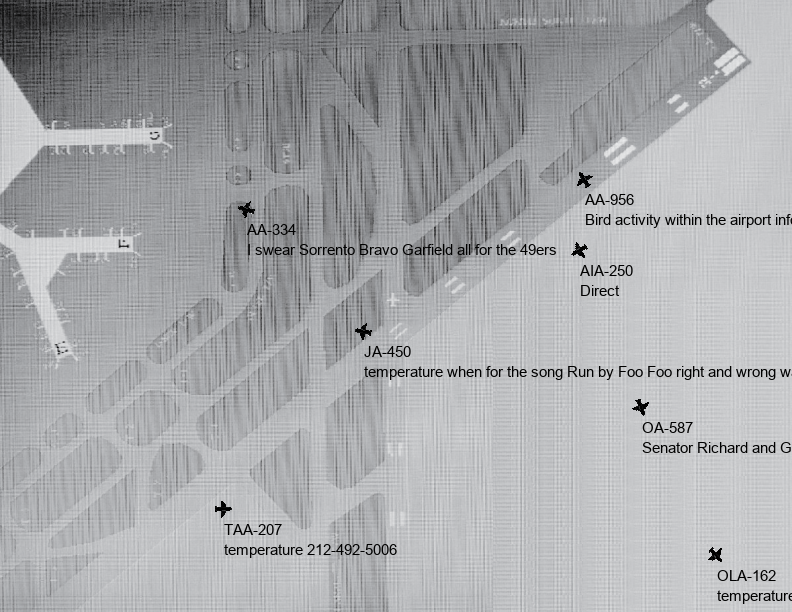 G
F
AA-956
Bird activity within the airport info
AA-334
I swear Sorrento Bravo Garfield all for the 49ers
AIA-250
Direct
JA-450
temperature when for the song Run by Foo Foo right and wrong wa
OA-587
Senator Richard and G
TAA-207
temperature 212-492-5006
OLA-162
temperature